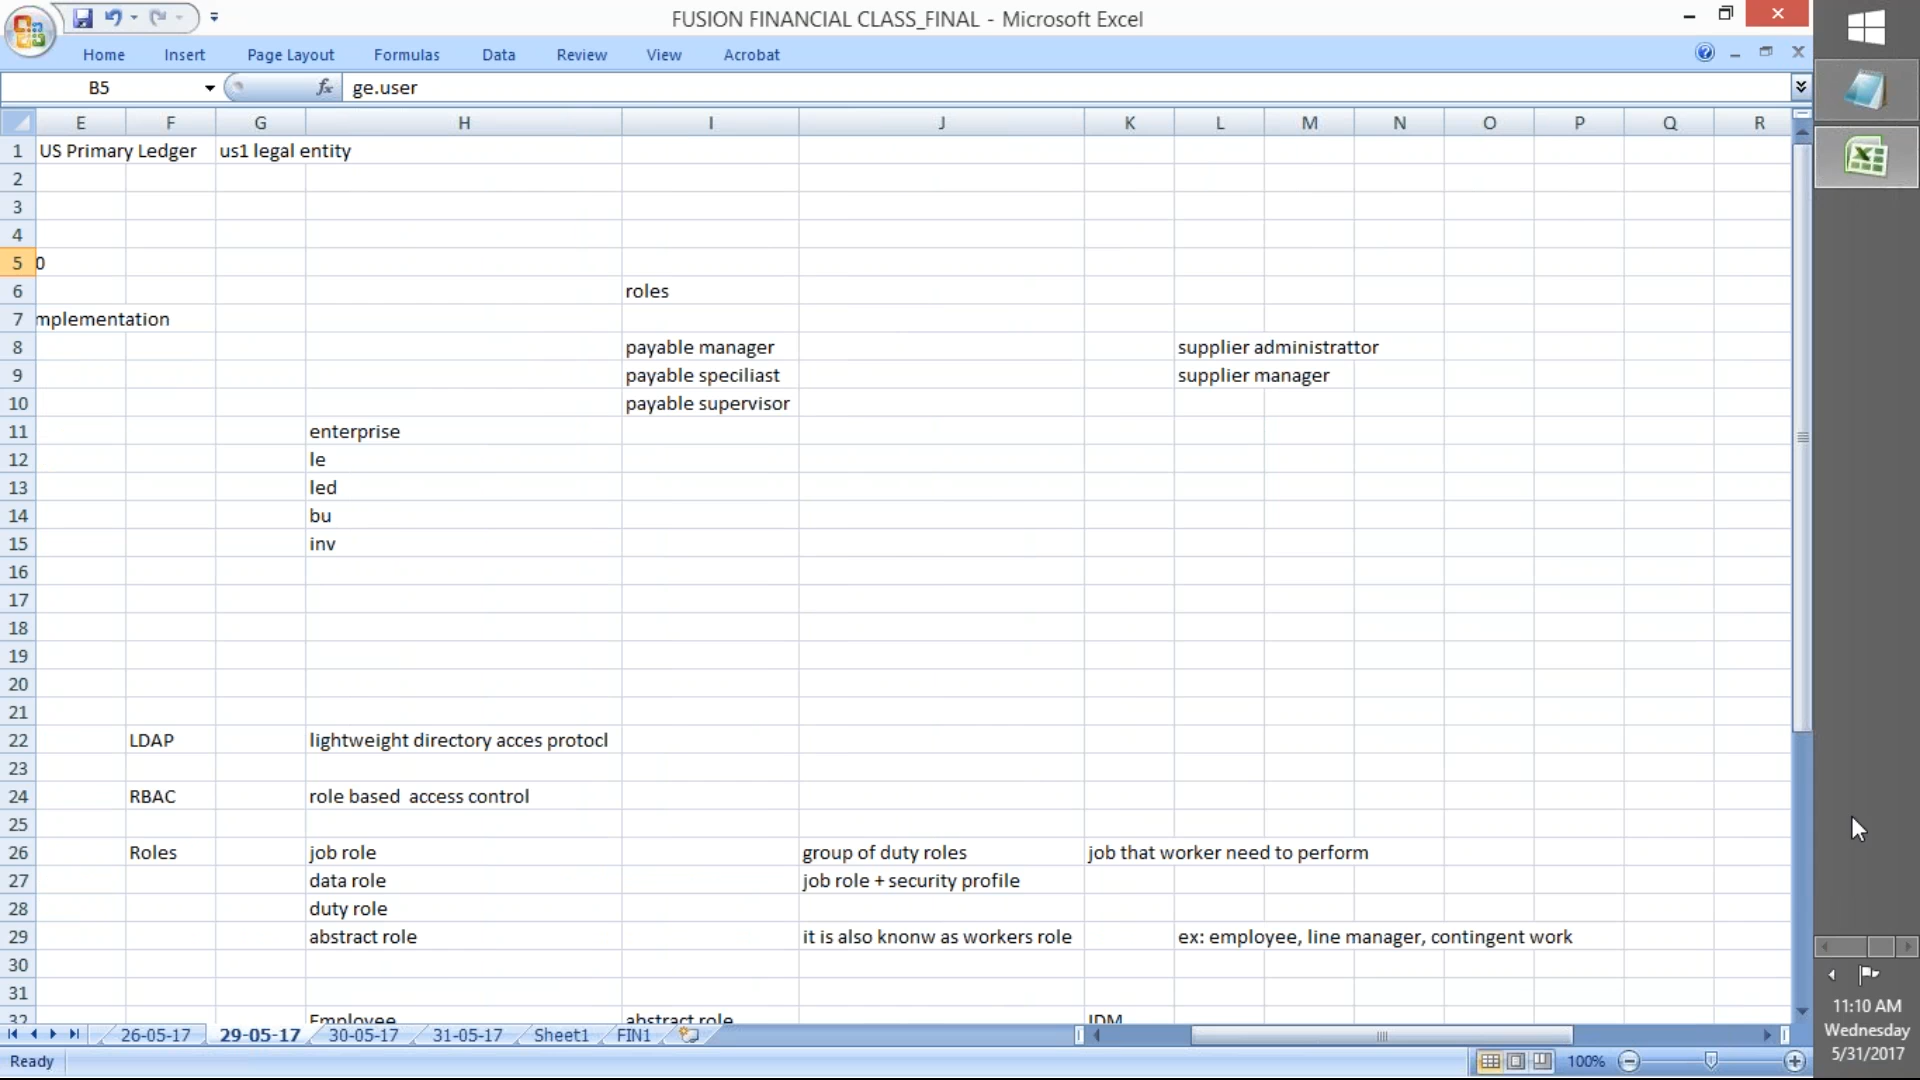 FUSION FINANCIAL CLASS_FINAL - Microsoft Excel
Home Insert Page Layout Formulas Data Review View Acrobat
B5 fx ge.user
E F G H I J K L M N O P Q R
1 US Primary Ledger us1 legal entity
2
3
4
5 0
6 roles
7 mplementation
8 payable manager supplier administrattor
9 payable speciliast supplier manager
10 payable supervisor
11 enterprise
12 le
13 led
14 bu
15 inv
16
17
18
19
20
21
22 LDAP lightweight directory acces protocl
23
24 RBAC role based  access control
25
26 Roles job role group of duty roles job that worker need to perform
27 data role job role + security profile
28 duty role
29 abstract role it is also knonw as workers role ex: employee, line manager, contingent work
30
31
32 Employee abstract role IDM
26-05-17 29-05-17 30-05-17 31-05-17 Sheet1 FIN1
Ready 100%
11:10 AM
Wednesday
5/31/2017